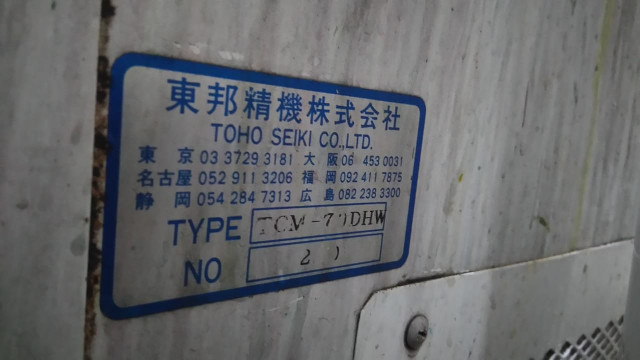 東邦精機株式会社
TOHO SEIKI CO.,LTD.
東京 03 3729 3181 大阪 06 453 0031
名古屋 052 911 3206 福岡 092 411 7875
静岡 054 284 7313 広島 082 238 3300
TYPE
NO